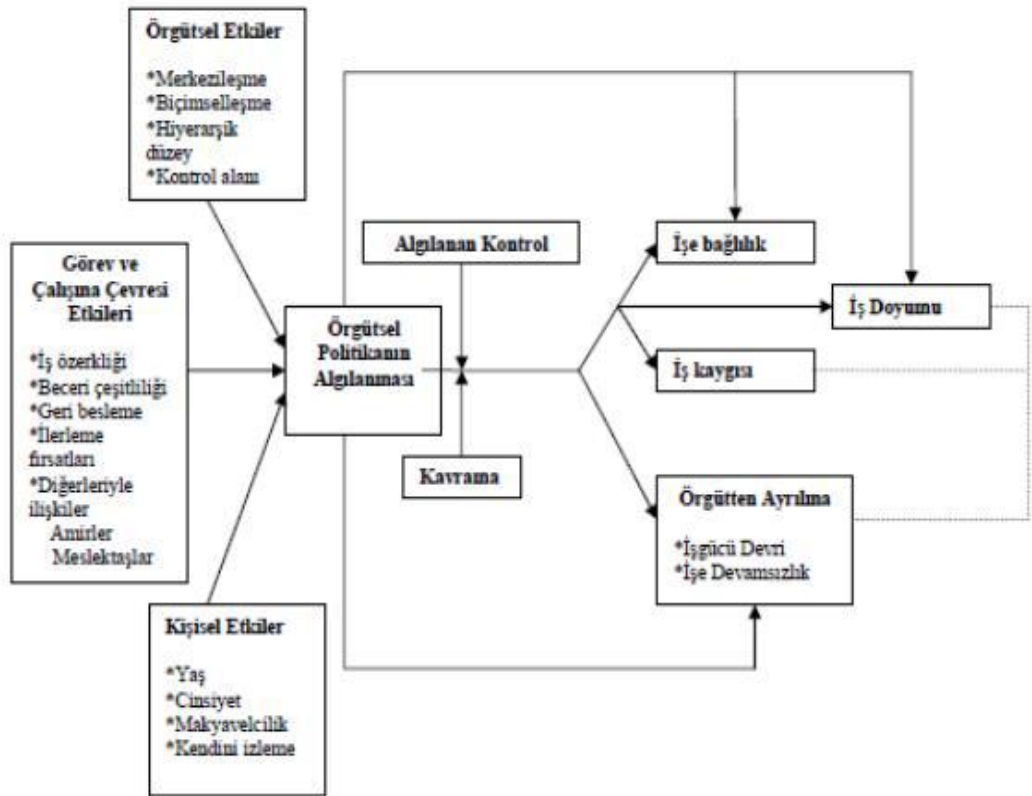 Örgütsel Etkiler
*Merkezileşme
*Biçimselleşme
*Hiyerarşik
düzey
*Kontrol alanı
Görev ve
Çalışma Çevresi
Etkileri
*İş özerkliği
*Beceri çeşitliliği
*Geri besleme
*İlerleme
fırsatları
*Diğerleriyle
ilişkiler
Amirler
Meslektaşlar
Kişisel Etkiler
*Yaş
*Cinsiyet
*Makyavelcilik
*Kendini izleme
Örgütsel
Politikanın
Algılanması
Algılanan Kontrol
Kavrama
İşe bağlılık
İş Doyumu
İş kaygısı
Örgütten Ayrılma
*İşgücü Devri
*İşe Devamsızlık